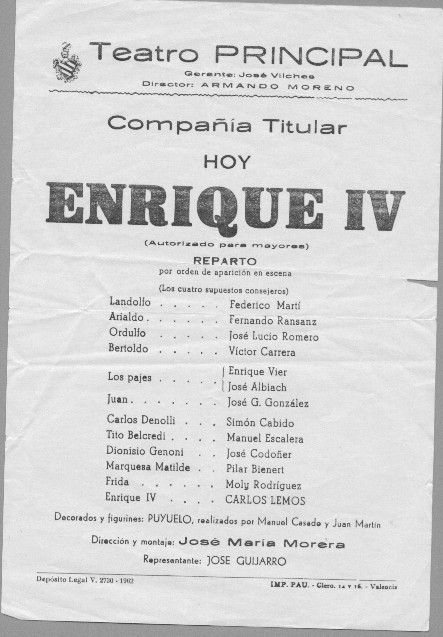 Teatro PRINCIPAL
Gerente: José Vilches
Director: ARMANDO MORENO
Compañía Titular
HOY
ENRIQUE IV
(Autorizado para mayores)
REPARTO
por orden de aparición en escena
(Los cuatro supuestos consejeros)
Landolfo . . . . . Federico Martí
Arialdo . . . . . Fernando Ransanz
Ordulfo . . . . . José Lucio Romero
Bertoldo . . . . . Víctor Carrera
Los pajes . . . . . Enrique Vier
José Albiach
Juan . . . . . . . José G. González
Carlos Denolli . . . Simón Cabido
Tito Belcredi . . . . Manuel Escalera
Dionisio Genoni . . José Codoñer
Marquesa Matilde . . Pilar Bienert
Frida . . . . . . Moly Rodríguez
Enrique IV . . . . CARLOS LEMOS
Decorados y figurines: PUYUELO, realizados por Manuel Casado y Juan Martín
Dirección y montaje: José María Morera
Representante: JOSE GUIJARRO
Depósito Legal V. 2730 - 1962
IMP. PAU. - Clero, 14 y 16. - Valencia